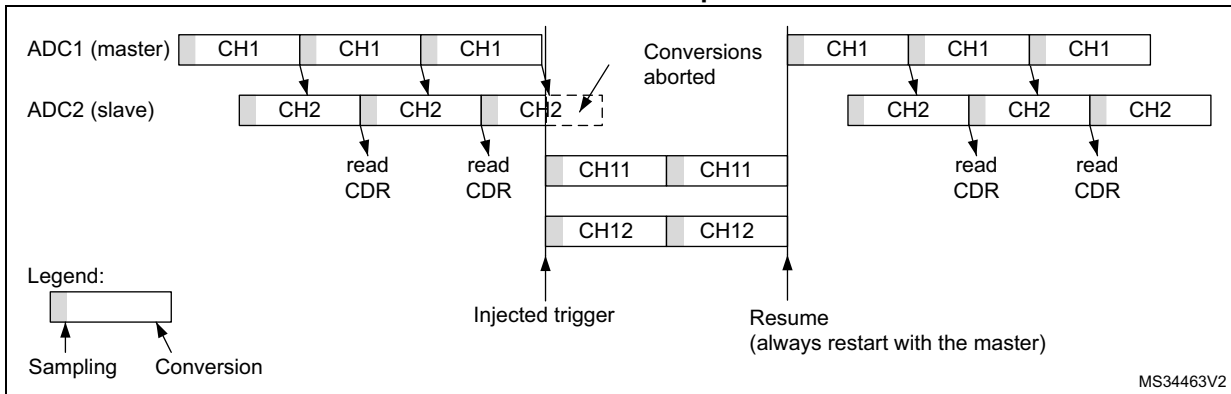 ADC1 (master) CH1 CH1 CH1 CH1 CH1 CH1
Conversions
aborted
ADC2 (slave) CH2 CH2 CH2 CH2 CH2 CH2
read
CDR
read
CDR
read
CDR
read
CDR
CH11 CH11
CH12 CH12
Legend:
Sampling Conversion
Injected trigger
Resume
(always restart with the master)
MS34463V2